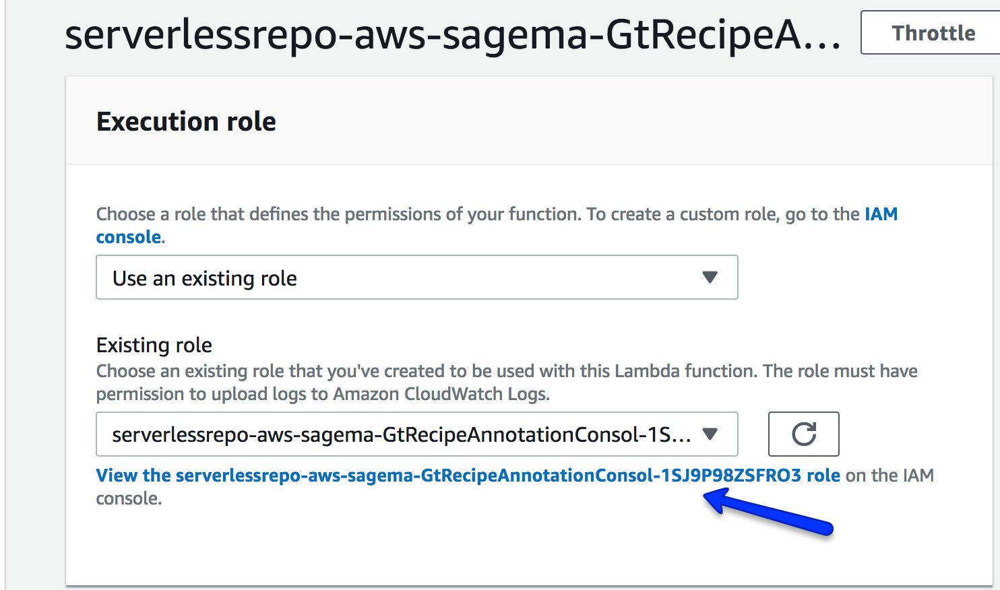 serverlessrepo-aws-sagema-GtRecipeA...
Throttle
Execution role
Choose a role that defines the permissions of your function. To create a custom role, go to the IAM
console.
Use an existing role
Existing role
Choose an existing role that you've created to be used with this Lambda function. The role must have
permission to upload logs to Amazon CloudWatch Logs.
serverlessrepo-aws-sagema-GtRecipeAnnotationConsol-1S...
View the serverlessrepo-aws-sagema-GtRecipeAnnotationConsol-1SJ9P98ZSFRO3 role on the IAM
console.